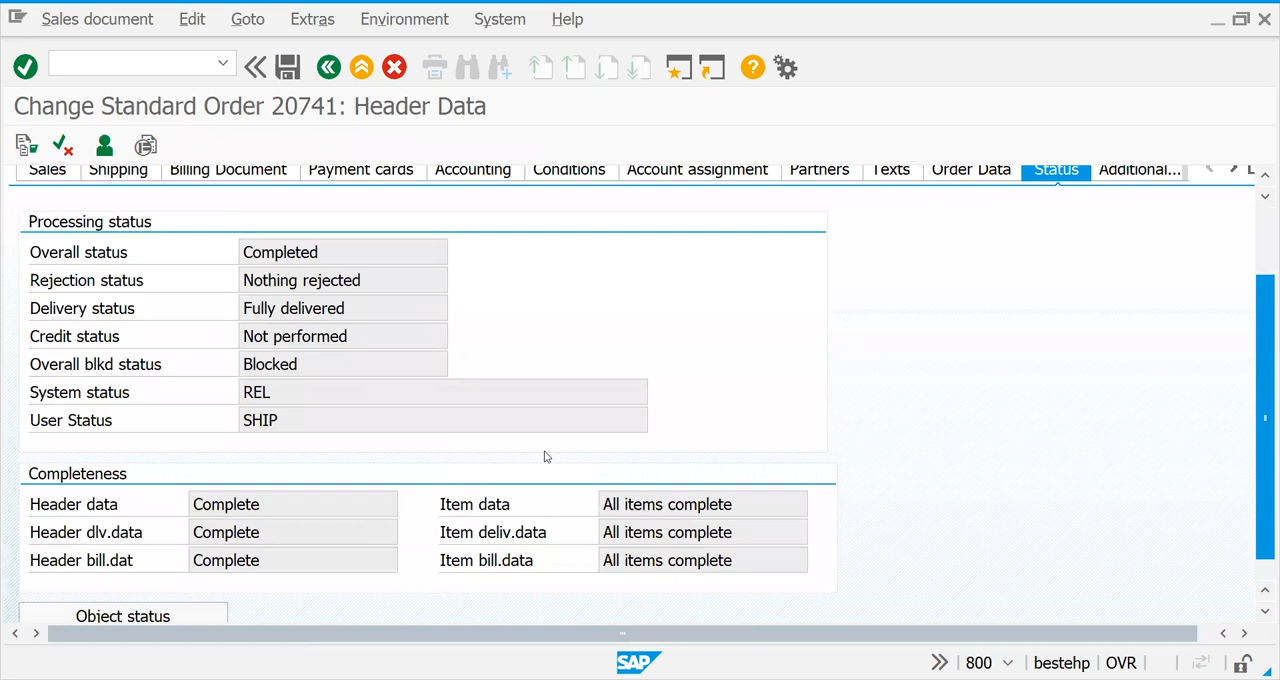 Sales document Edit Goto Extras Environment System Help
Change Standard Order 20741: Header Data
Sales Shipping Billing Document Payment cards Accounting Conditions Account assignment Partners Texts Order Data Status Additional...
Processing status
Overall status Completed
Rejection status Nothing rejected
Delivery status Fully delivered
Credit status Not performed
Overall blkd status Blocked
System status REL
User Status SHIP
Completeness
Header data Complete Item data All items complete
Header dlv.data Complete Item deliv.data All items complete
Header bill.dat Complete Item bill.data All items complete
Object status
SAP 800 bestehp OVR